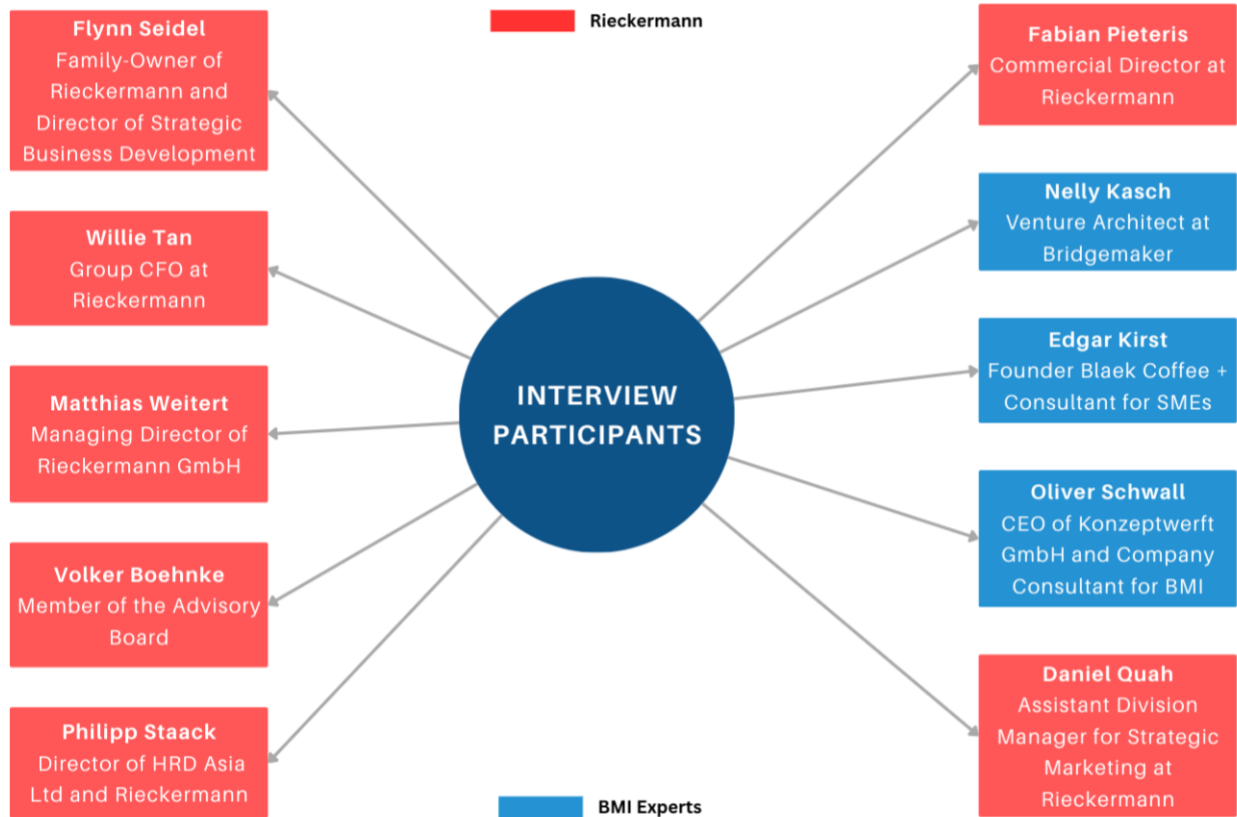 Flynn Seidel
Family-Owner of
Rieckermann and
Director of Strategic
Business Development
Willie Tan
Group CFO at
Rieckermann
Matthias Weitert
Managing Director of
Rieckermann GmbH
Volker Boehnke
Member of the Advisory
Board
Philipp Staack
Director of HRD Asia
Ltd and Rieckermann
Rieckermann
INTERVIEW
PARTICIPANTS
BMI Experts
Fabian Pieteris
Commercial Director at
Rieckermann
Nelly Kasch
Venture Architect at
Bridgemaker
Edgar Kirst
Founder Blaek Coffee +
Consultant for SMEs
Oliver Schwall
CEO of Konzeptwerft
GmbH and Company
Consultant for BMI
Daniel Quah
Assistant Division
Manager for Strategic
Marketing at
Rieckermann